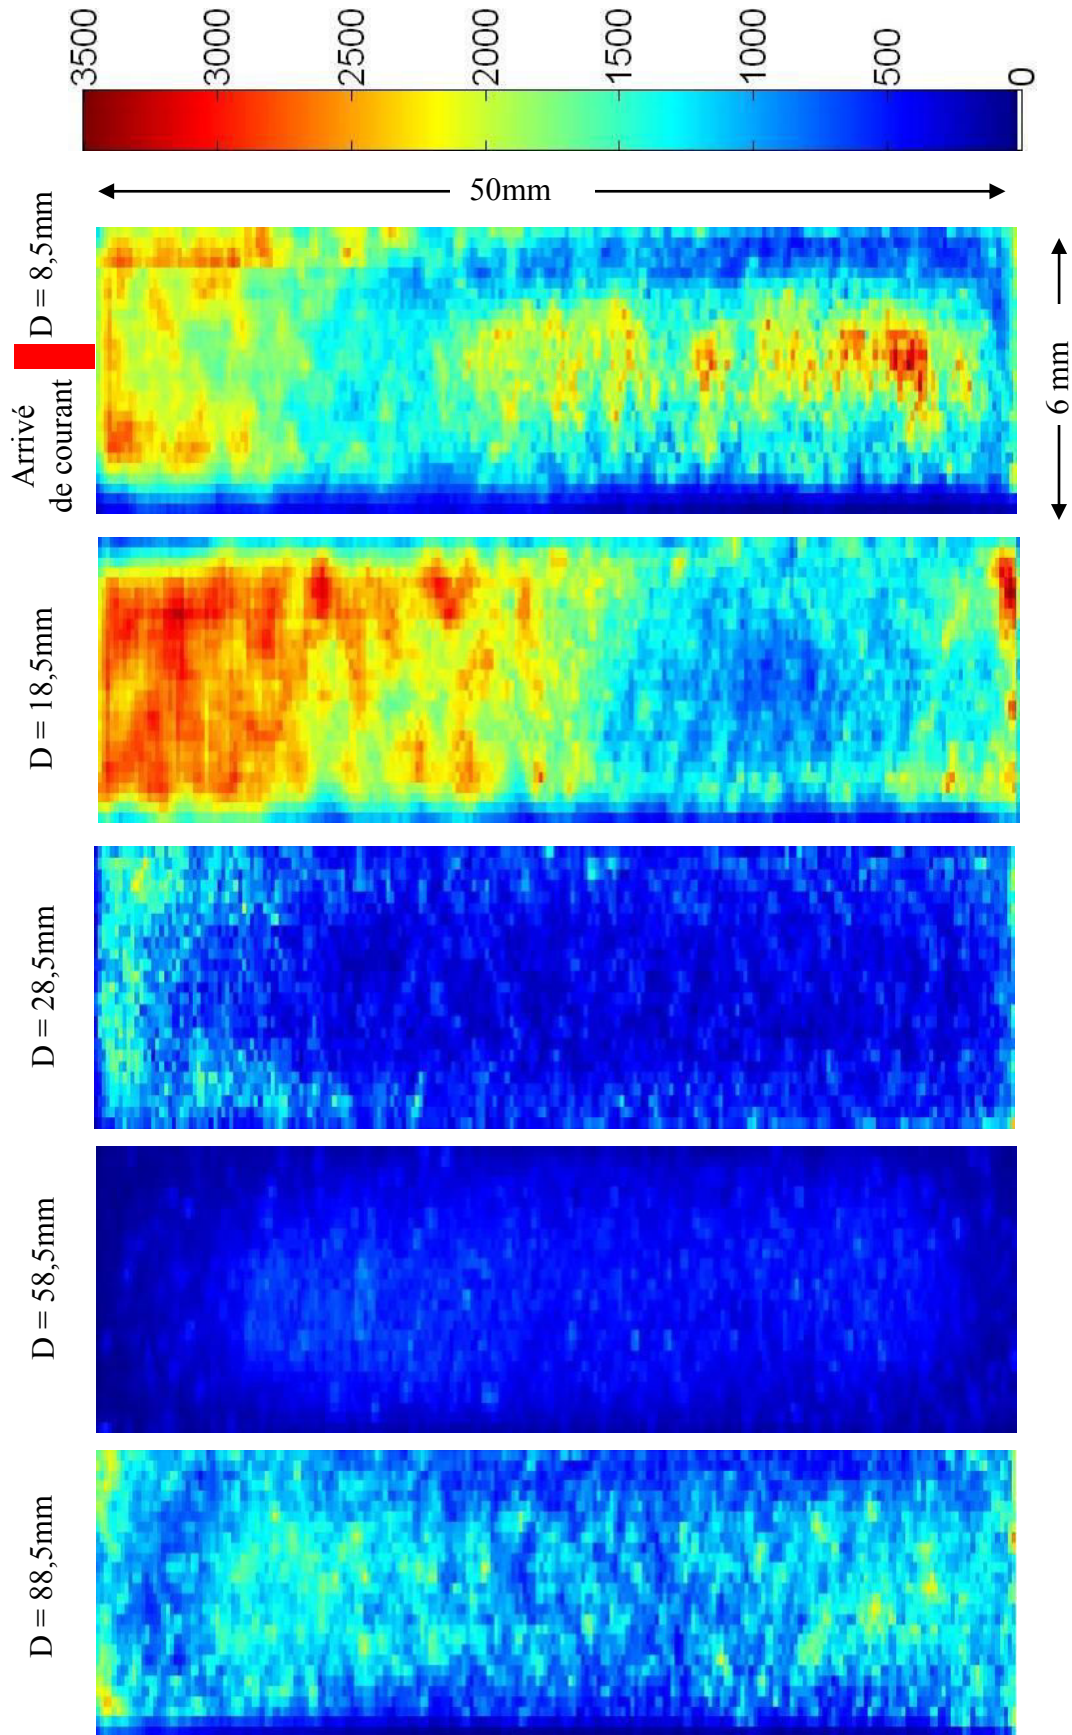 3500
3000
2500
2000
1500
1000
500
0
50mm
D = 8,5mm
Arrivé
de courant
6 mm
D = 18,5mm
D = 28,5mm
D = 58,5mm
D = 88,5mm